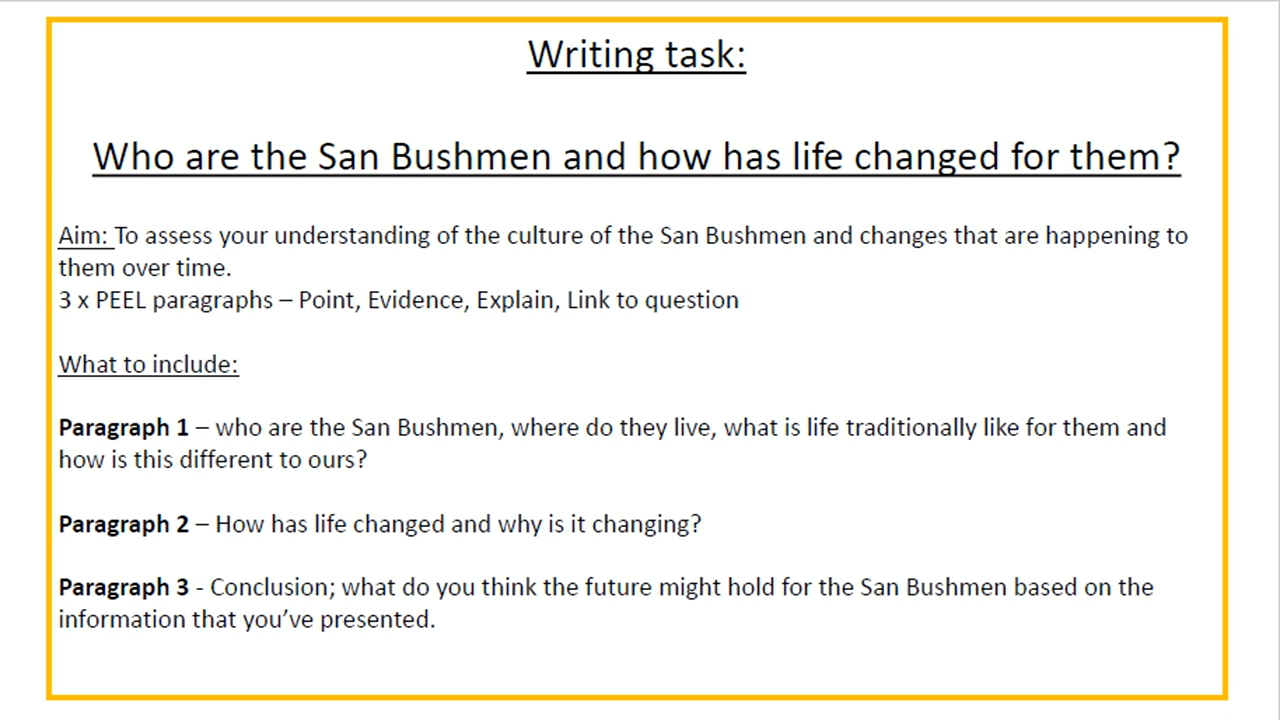 Writing task:
Who are the San Bushmen and how has life changed for them?
Aim: To assess your understanding of the culture of the San Bushmen and changes that are happening to
them over time.
3 x PEEL paragraphs – Point, Evidence, Explain, Link to question
What to include:
Paragraph 1 – who are the San Bushmen, where do they live, what is life traditionally like for them and
how is this different to ours?
Paragraph 2 – How has life changed and why is it changing?
Paragraph 3 - Conclusion; what do you think the future might hold for the San Bushmen based on the
information that you’ve presented.